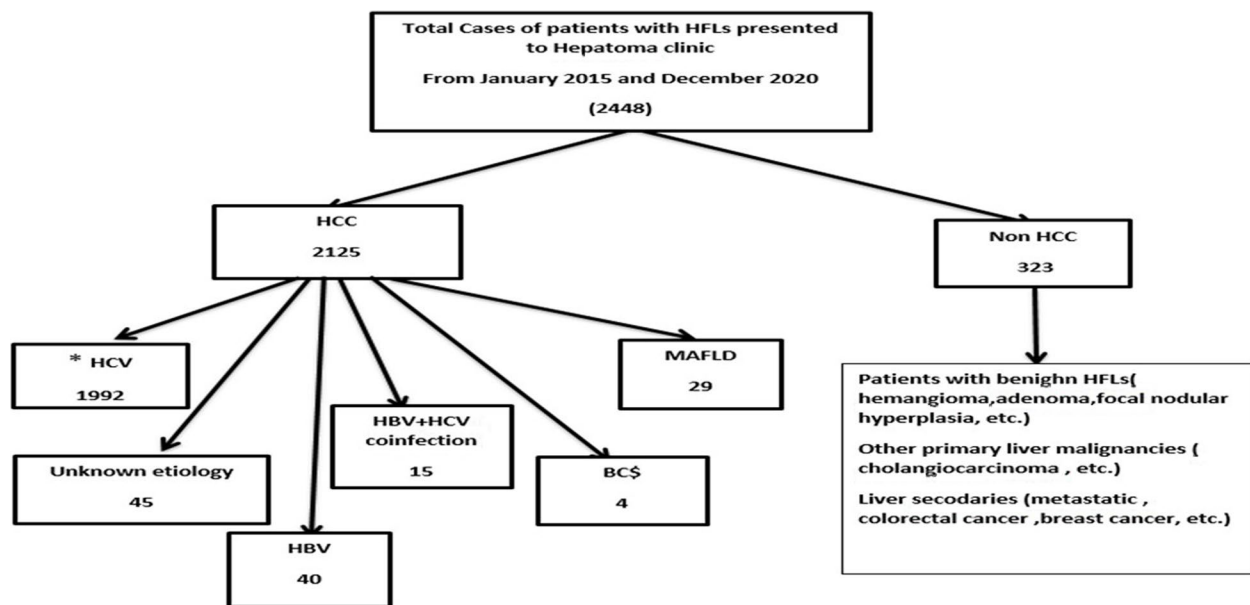 Total Cases of patients with HFLs presented
to Hepatoma clinic
From January 2015 and December 2020
(2448)
HCC
2125
Non HCC
323
* HCV
1992
MAFLD
29
HBV+HCV
coinfection
15
Unknown etiology
45
BC$
4
HBV
40
Patients with benighn HFLs(
hemangioma,adenoma,focal nodular
hyperplasia, etc.)
Other primary liver malignancies (
cholangiocarcinoma , etc.)
Liver secodaries (metastatic ,
colorectal cancer ,breast cancer, etc.)